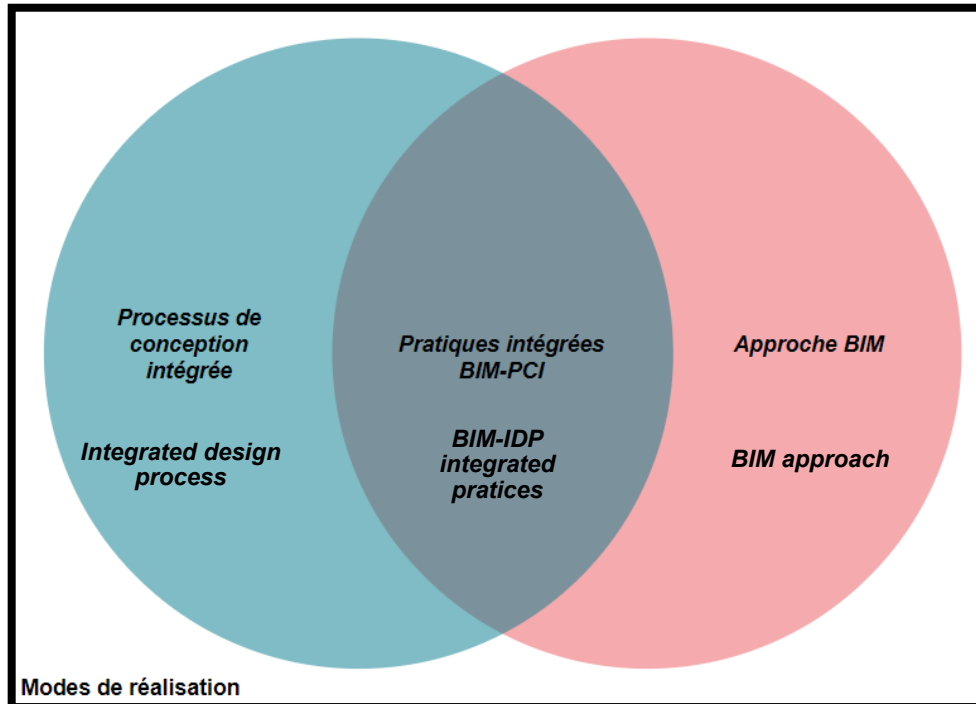 Processus de
conception
intégrée
Integrated design
process
Pratiques intégrées
BIM-PCI
BIM-IDP
integrated
pratices
Approche BIM
BIM approach
Modes de réalisation